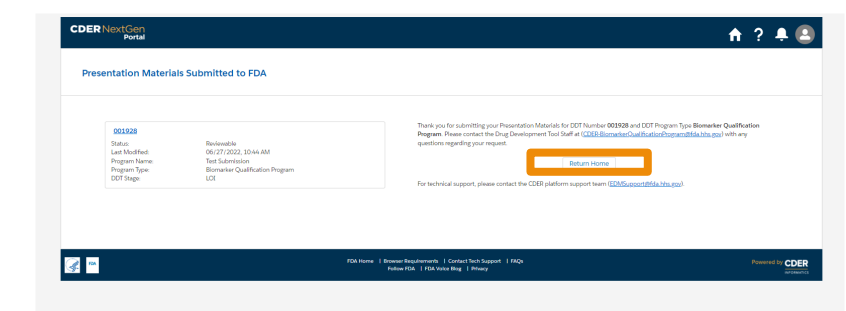 CDER NextGen
Portal
?
Presentation Materials Submitted to FDA
001928
Status: Reviewable
Last Modified: 06/27/2022, 10:44 AM
Program Name: Test Submission
Program Type: Biomarker Qualification Program
DDT Stage: LOI
Thank you for submitting your Presentation Materials for DDT Number 001928 and DDT Program Type Biomarker Qualification
Program. Please contact the Drug Development Tool Staff at (CDER-BiomarkerQualificationProgram@fda.hhs.gov) with any
questions regarding your request.
Return Home
For technical support, please contact the CDER platform support team (EDMSupport@fda.hhs.gov).
FDA
FDA Home | Browser Requirements | Contact Tech Support | FAQs
Follow FDA | FDA Voice Blog | Privacy
Powered by CDER
INFORMATICS